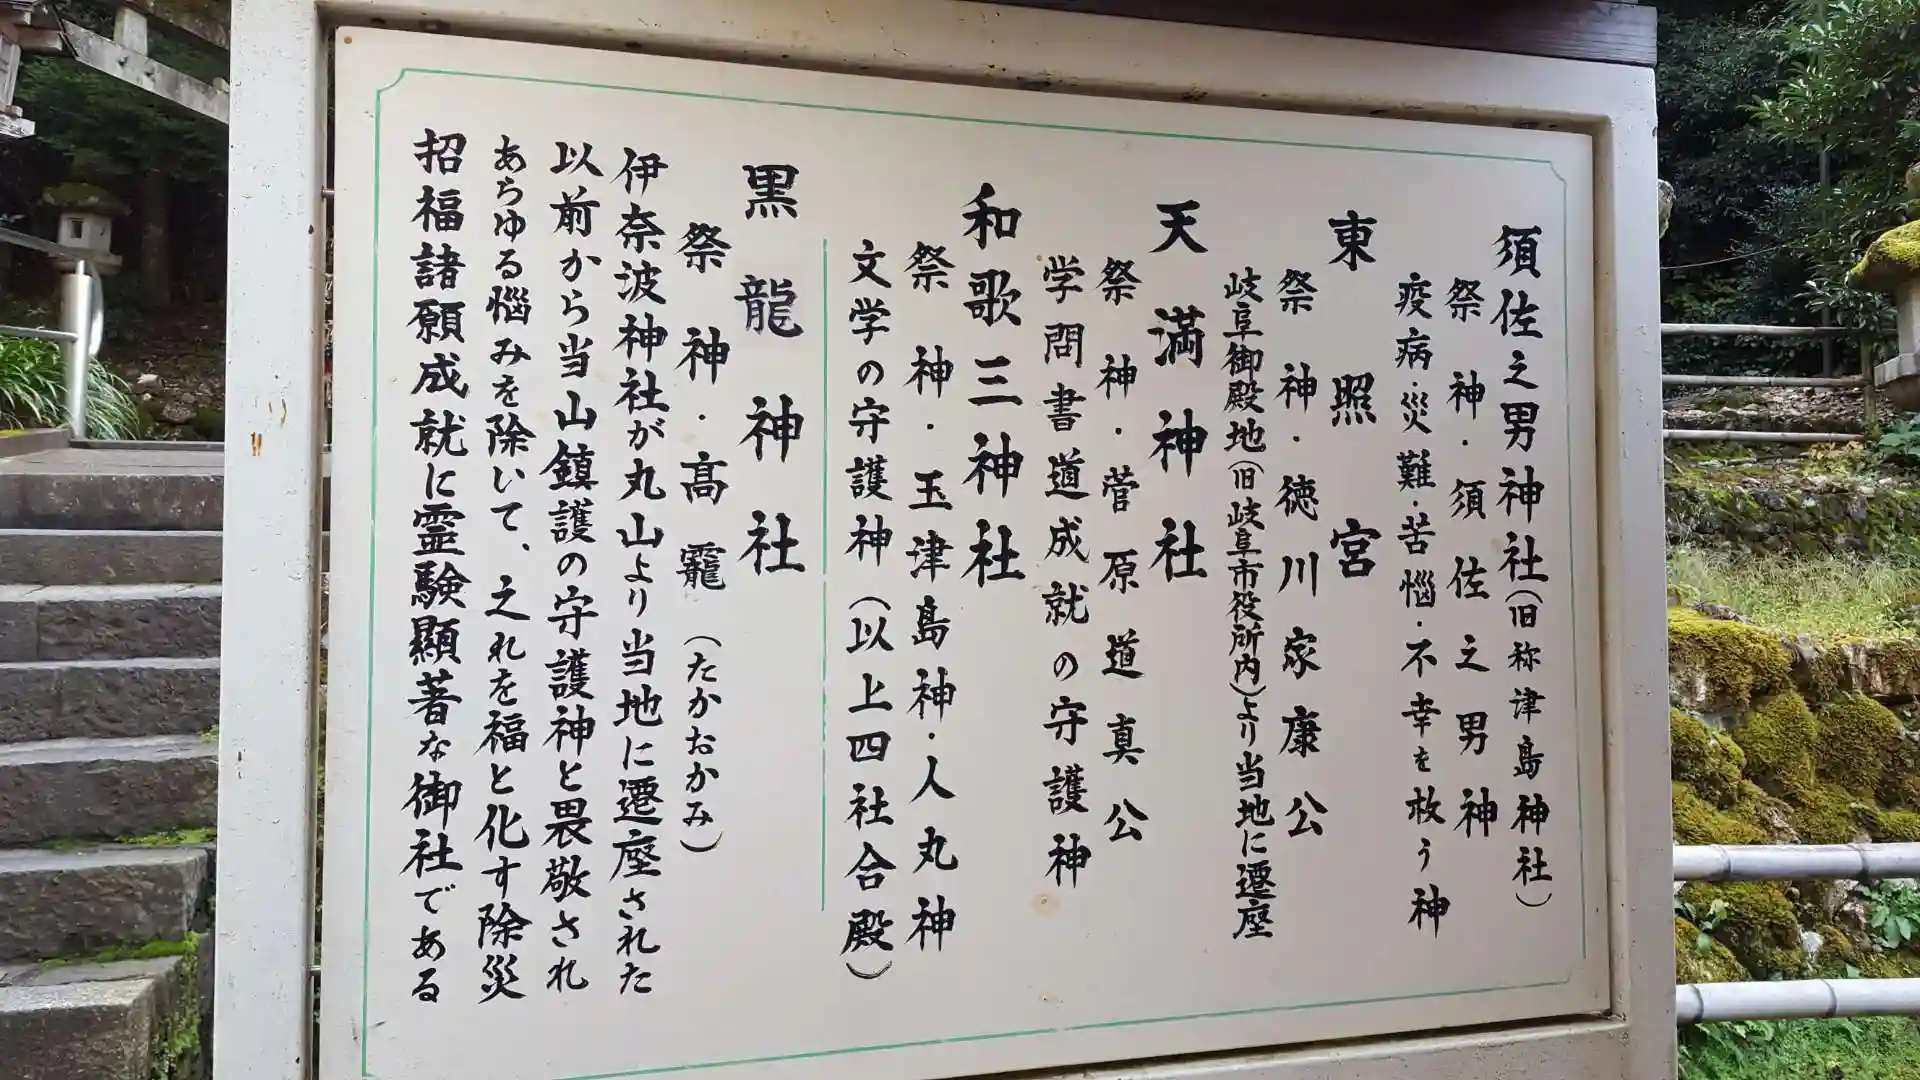 須佐之男神社(旧称津島神社)
祭神・須佐之男神
疫病・災難・苦悩・不幸を救う神
東照宮
祭神・徳川家康公
岐阜御殿地(旧岐阜市役所内)より当地に遷座
天満神社
祭神・菅原道真公
学問書道成就の守護神
和歌三神社
祭神・玉津島神・人丸神
文学の守護神(以上四社合殿)
黒龍神社
祭神・髙龗(たかおかみ)
伊奈波神社が丸山より当地に遷座された
以前から当山鎮護の守護神と畏敬され
あらゆる悩みを除いて、之れを福と化す除災
招福諸願成就に霊験顯著な御社である